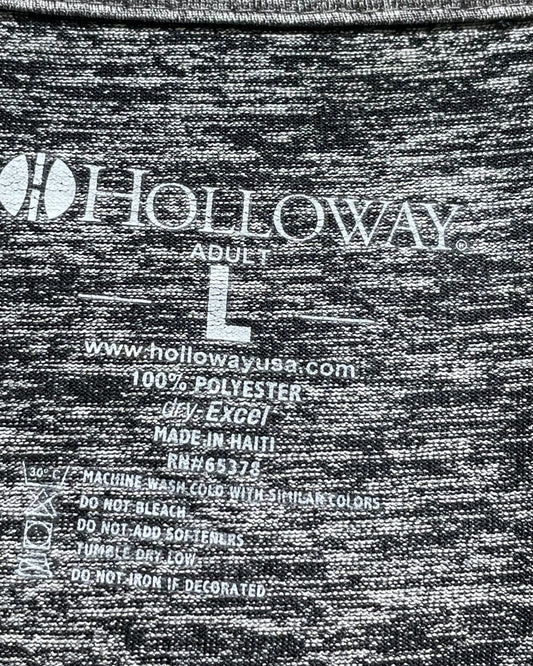 HOLLOWAY®
ADULT
L
www.hollowayusa.com
100% POLYESTER
dry-EXCEL
MADE IN HAITI
RN#65378
30° C
MACHINE WASH COLD WITH SIMILAR COLORS
DO NOT BLEACH
DO NOT ADD SOFTENERS
TUMBLE DRY LOW
DO NOT IRON IF DECORATED